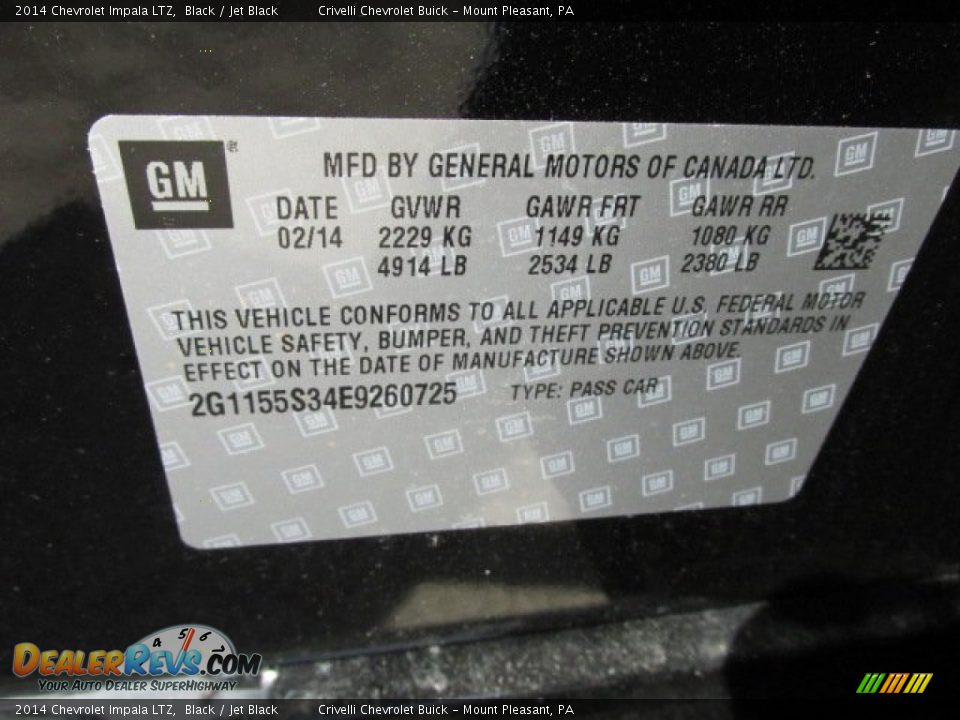 2014 Chevrolet Impala LTZ, Black / Jet Black Crivelli Chevrolet Buick – Mount Pleasant, PA
GM
MFD BY GENERAL MOTORS OF CANADA LTD.
DATE GVWR GAWR FRT GAWR RR
02/14 2229 KG 1149 KG 1080 KG
4914 LB 2534 LB 2380 LB
THIS VEHICLE CONFORMS TO ALL APPLICABLE U.S. FEDERAL MOTOR
VEHICLE SAFETY, BUMPER, AND THEFT PREVENTION STANDARDS IN
EFFECT ON THE DATE OF MANUFACTURE SHOWN ABOVE.
2G1155S34E9260725 TYPE: PASS CAR
4 5 6
DEALERREVS.COM
YOUR AUTO DEALER SUPERHIGHWAY
2014 Chevrolet Impala LTZ, Black / Jet Black Crivelli Chevrolet Buick – Mount Pleasant, PA